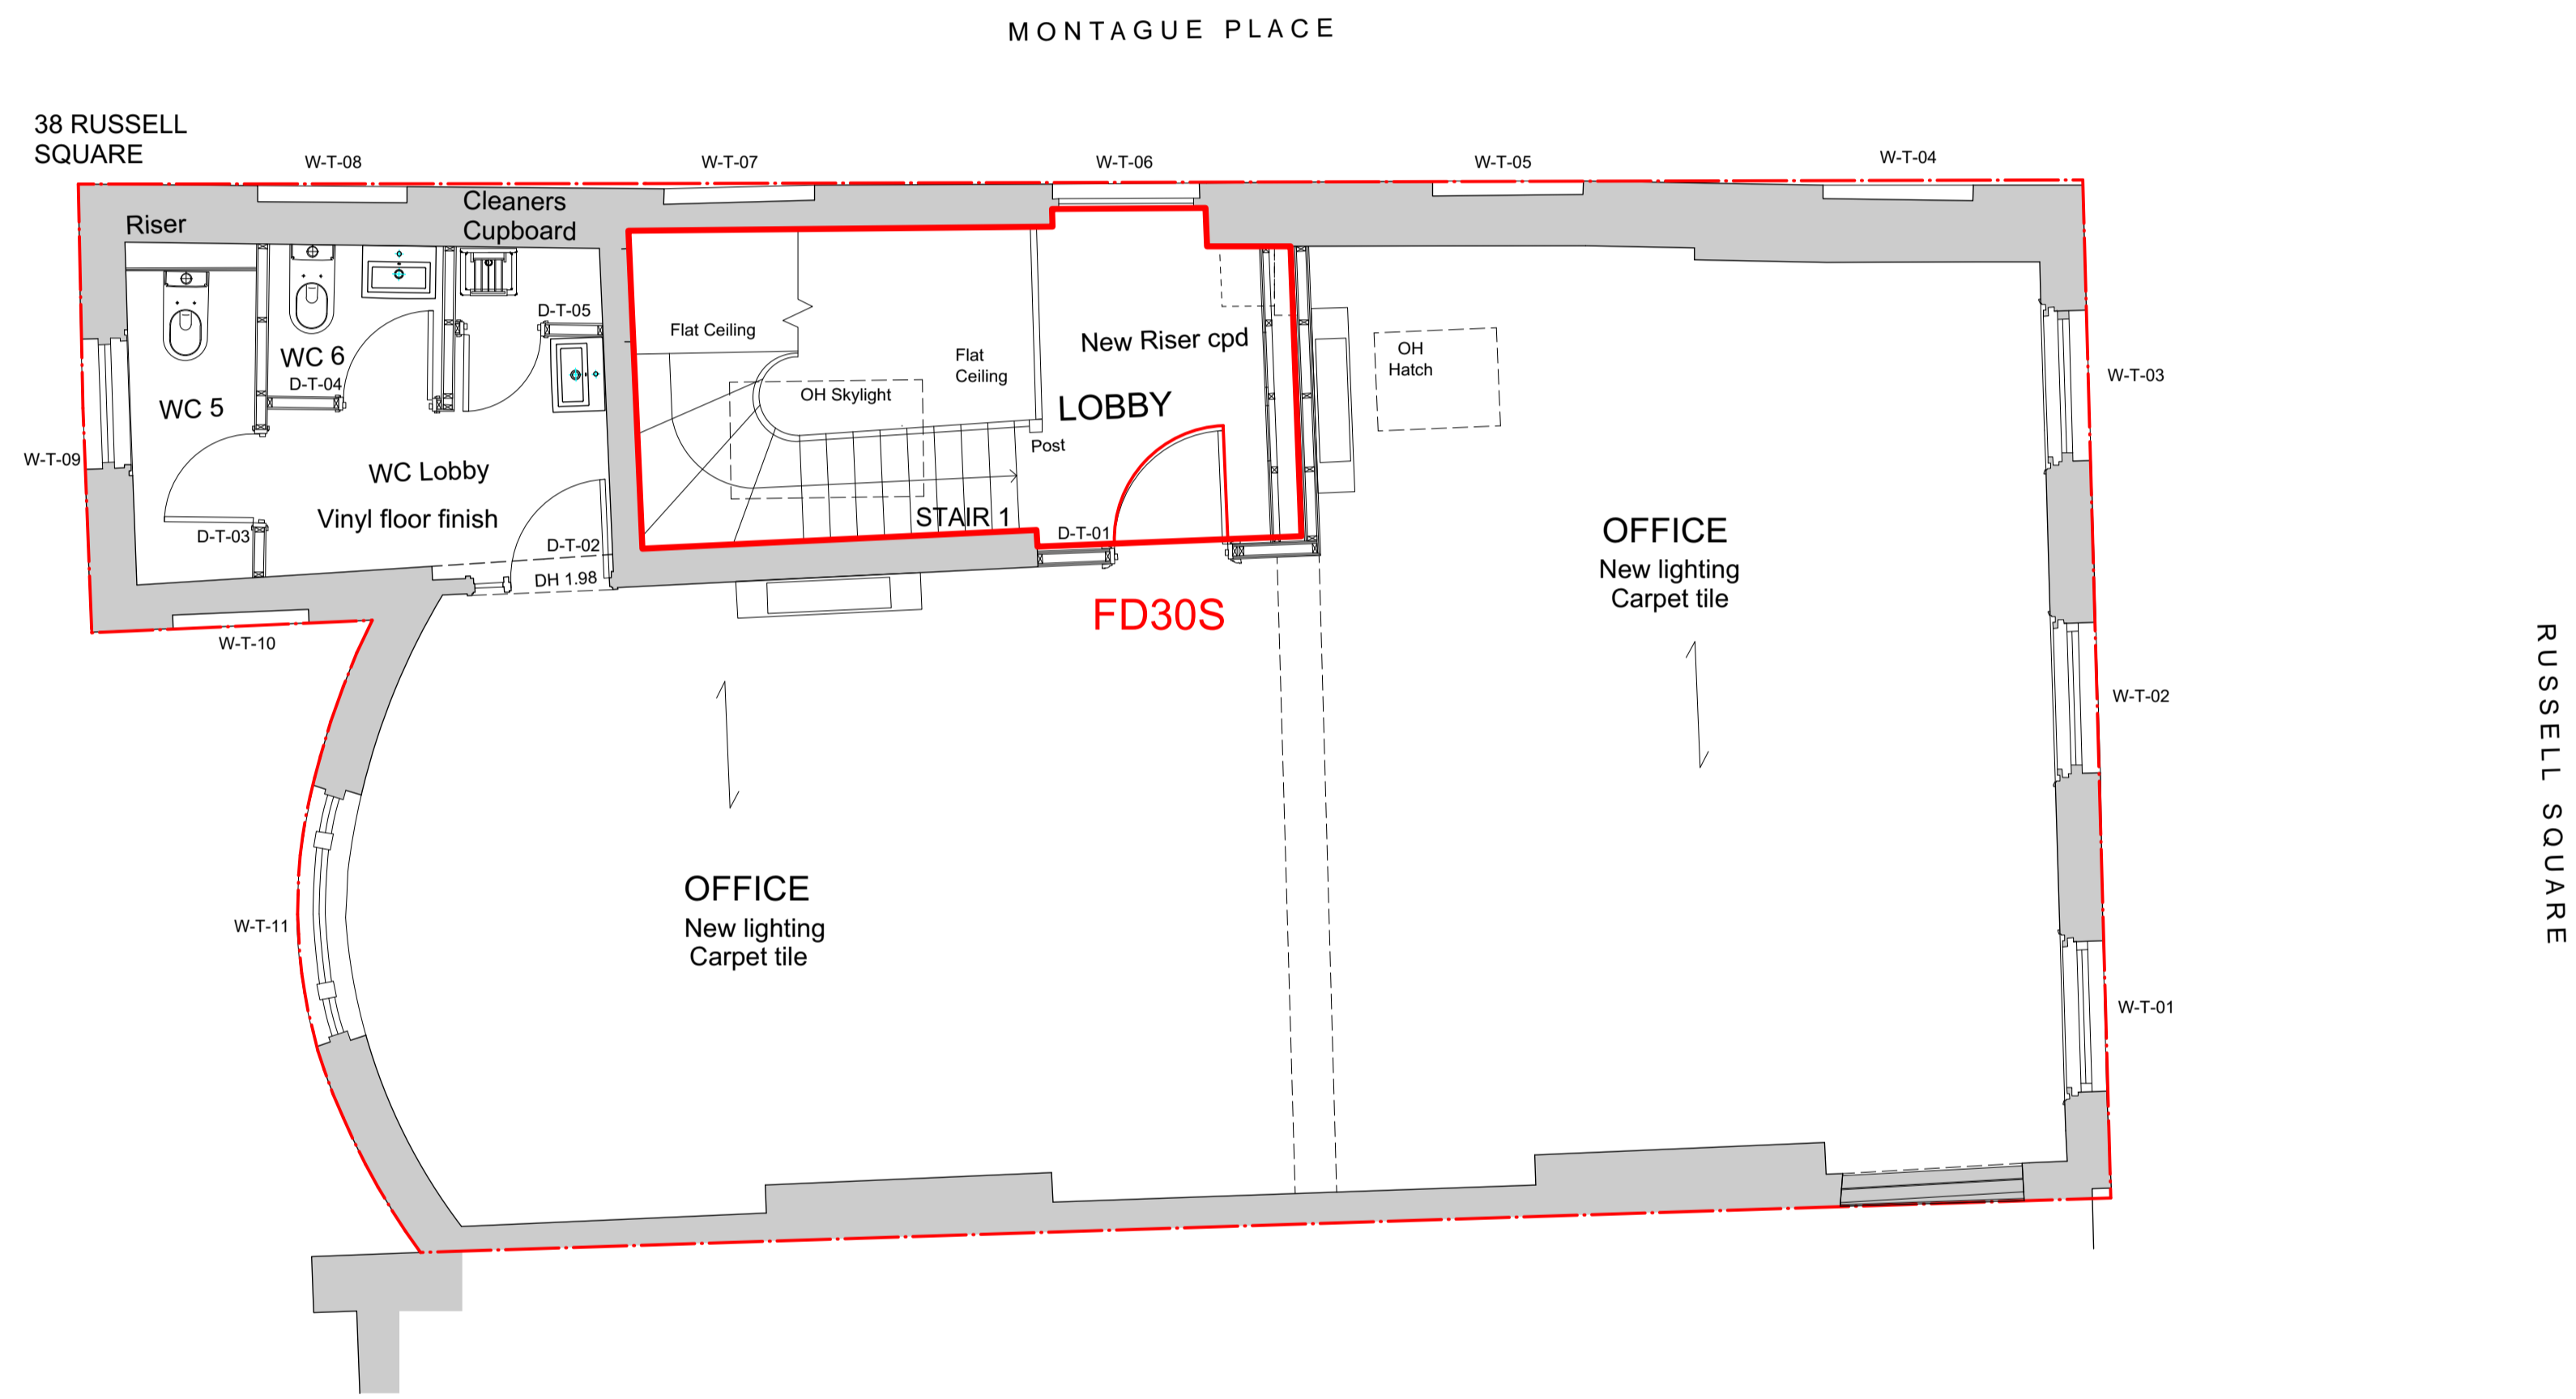 MONTAGUE PLACE
38 RUSSELL
SQUARE
W-T-08
W-T-07
W-T-06
W-T-05
W-T-04
Riser
Cleaners
Cupboard
D-T-05
WC 6
D-T-04
WC 5
W-T-09
WC Lobby
Vinyl floor finish
D-T-03
D-T-02
DH 1.98
W-T-10
Flat Ceiling
Flat
Ceiling
OH Skylight
New Riser cpd
LOBBY
Post
STAIR 1
D-T-01
FD30S
OH
Hatch
W-T-03
OFFICE
New lighting
Carpet tile
W-T-02
RUSSELL SQUARE
OFFICE
New lighting
Carpet tile
W-T-11
W-T-01